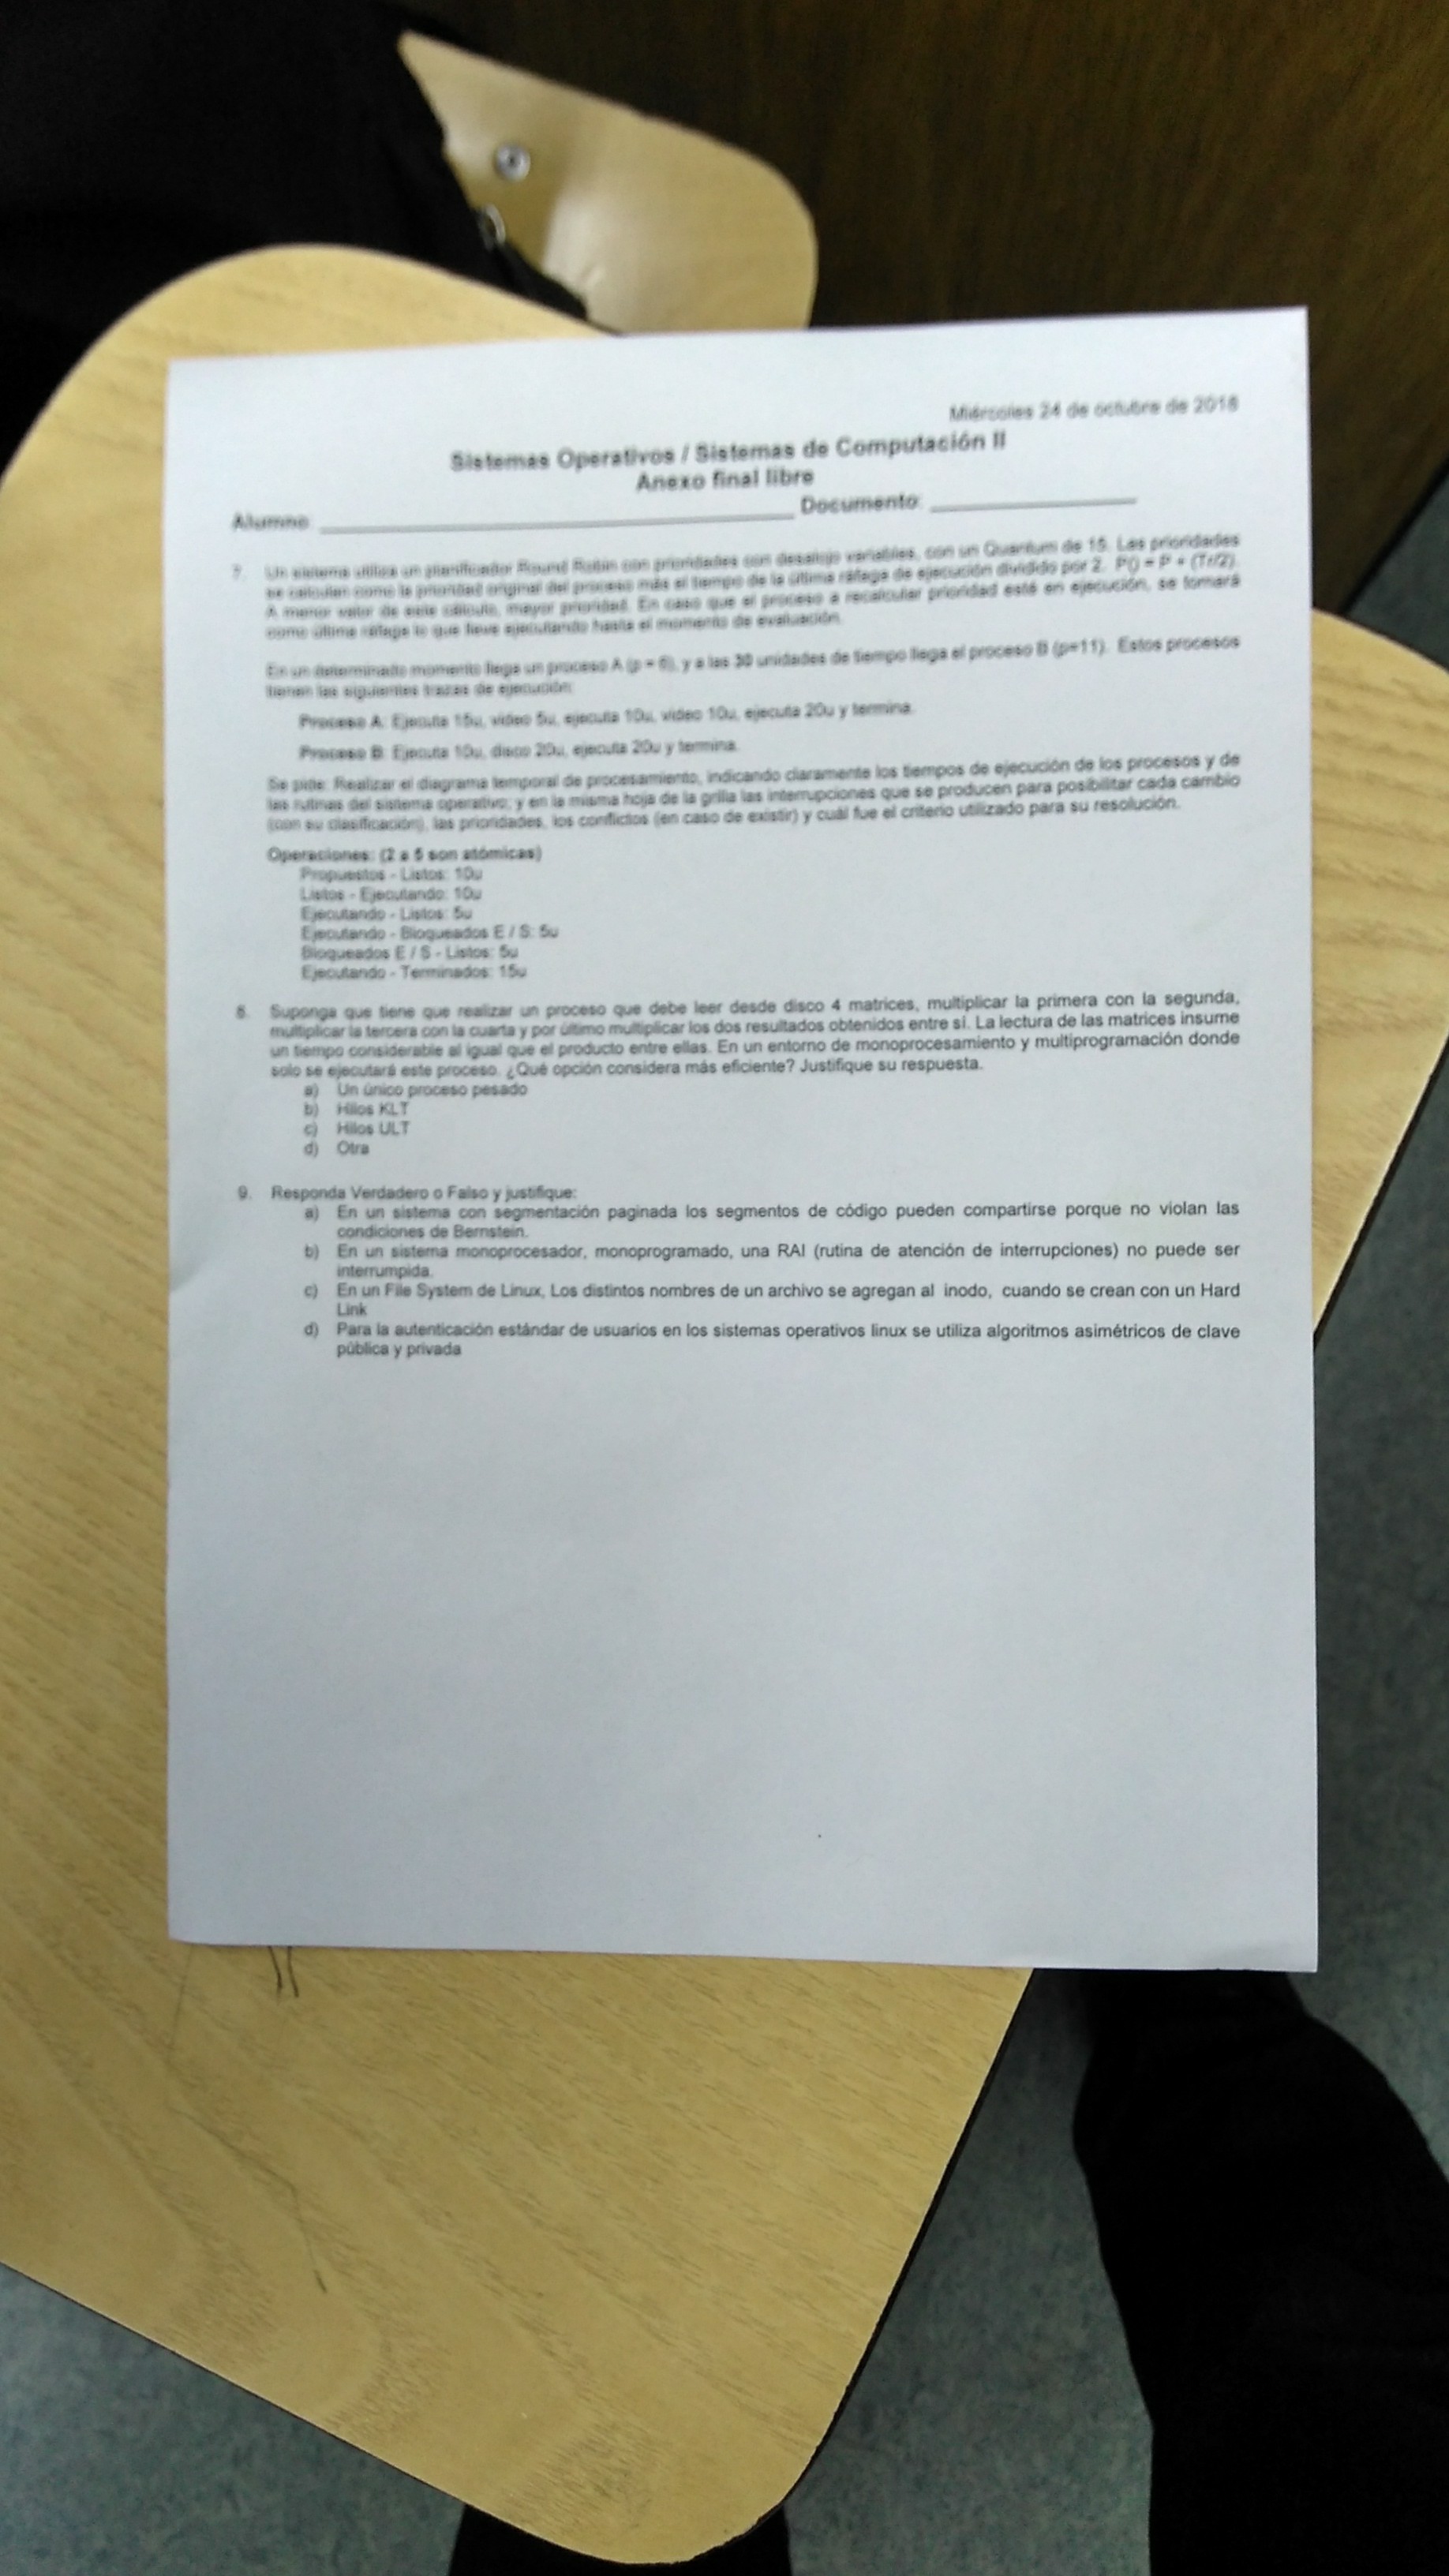 Miércoles 24 de octubre de 2018
Sistemas Operativos / Sistemas de Computación II
Anexo final libre
Alumno: Documento:
7. Un sistema utiliza un planificador Round Robin con prioridades con desalojo variables, con un Quantum de 15. Las prioridades
se calculan como la prioridad original del proceso más el tiempo de la última ráfaga de ejecución dividido por 2. P() = P + (Tr/2).
A menor valor de este cálculo, mayor prioridad. En caso que el proceso a recalcular prioridad esté en ejecución, se tomará
como última ráfaga lo que lleve ejecutando hasta el momento de evaluación.
En un determinado momento llega un proceso A (p = 6), y a las 30 unidades de tiempo llega el proceso B (p=11). Estos procesos
tienen las siguientes trazas de ejecución:
Proceso A: Ejecuta 15u, video 5u, ejecuta 10u, video 10u, ejecuta 20u y termina.
Proceso B: Ejecuta 10u, disco 20u, ejecuta 20u y termina.
Se pide: Realizar el diagrama temporal de procesamiento, indicando claramente los tiempos de ejecución de los procesos y de
las rutinas del sistema operativo; y en la misma hoja de la grilla las interrupciones que se producen para posibilitar cada cambio
(con su clasificación), las prioridades, los conflictos (en caso de existir) y cuál fue el criterio utilizado para su resolución.
Operaciones: (2 a 5 son atómicas)
Propuestos - Listos: 10u
Listos - Ejecutando: 10u
Ejecutando - Listos: 5u
Ejecutando - Bloqueados E / S: 5u
Bloqueados E / S - Listos: 5u
Ejecutando - Terminados: 15u
8. Suponga que tiene que realizar un proceso que debe leer desde disco 4 matrices, multiplicar la primera con la segunda,
multiplicar la tercera con la cuarta y por último multiplicar los dos resultados obtenidos entre sí. La lectura de las matrices insume
un tiempo considerable al igual que el producto entre ellas. En un entorno de monoprocesamiento y multiprogramación donde
solo se ejecutará este proceso. ¿Qué opción considera más eficiente? Justifique su respuesta.
a) Un único proceso pesado
b) Hilos KLT
c) Hilos ULT
d) Otra
9. Responda Verdadero o Falso y justifique:
a) En un sistema con segmentación paginada los segmentos de código pueden compartirse porque no violan las
condiciones de Bernstein.
b) En un sistema monoprocesador, monoprogramado, una RAI (rutina de atención de interrupciones) no puede ser
interrumpida.
c) En un File System de Linux, Los distintos nombres de un archivo se agregan al inodo, cuando se crean con un Hard
Link
d) Para la autenticación estándar de usuarios en los sistemas operativos linux se utiliza algoritmos asimétricos de clave
pública y privada